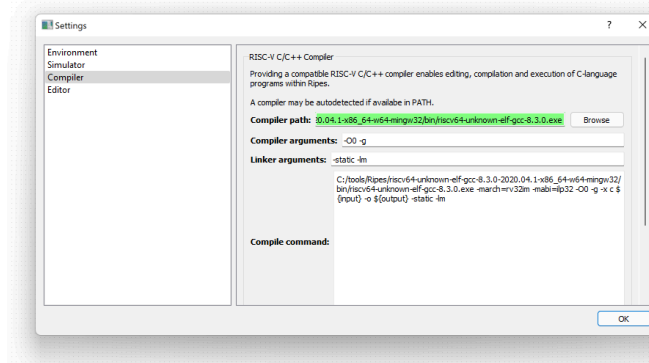 Settings
? ×
Environment
Simulator
Compiler
Editor
RISC-V C/C++ Compiler
Providing a compatible RISC-V C/C++ compiler enables editing, compilation and execution of C-language
programs within Ripes.
A compiler may be autodetected if availabe in PATH.
Compiler path: 20.04.1-x86_64-w64-mingw32/bin/riscv64-unknown-elf-gcc-8.3.0.exe Browse
Compiler arguments: -O0 -g
Linker arguments: -static -lm
C:/tools/Ripes/riscv64-unknown-elf-gcc-8.3.0-2020.04.1-x86_64-w64-mingw32/
bin/riscv64-unknown-elf-gcc-8.3.0.exe -march=rv32im -mabi=ilp32 -O0 -g -x c $
{input} -o ${output} -static -lm
Compile command:
OK